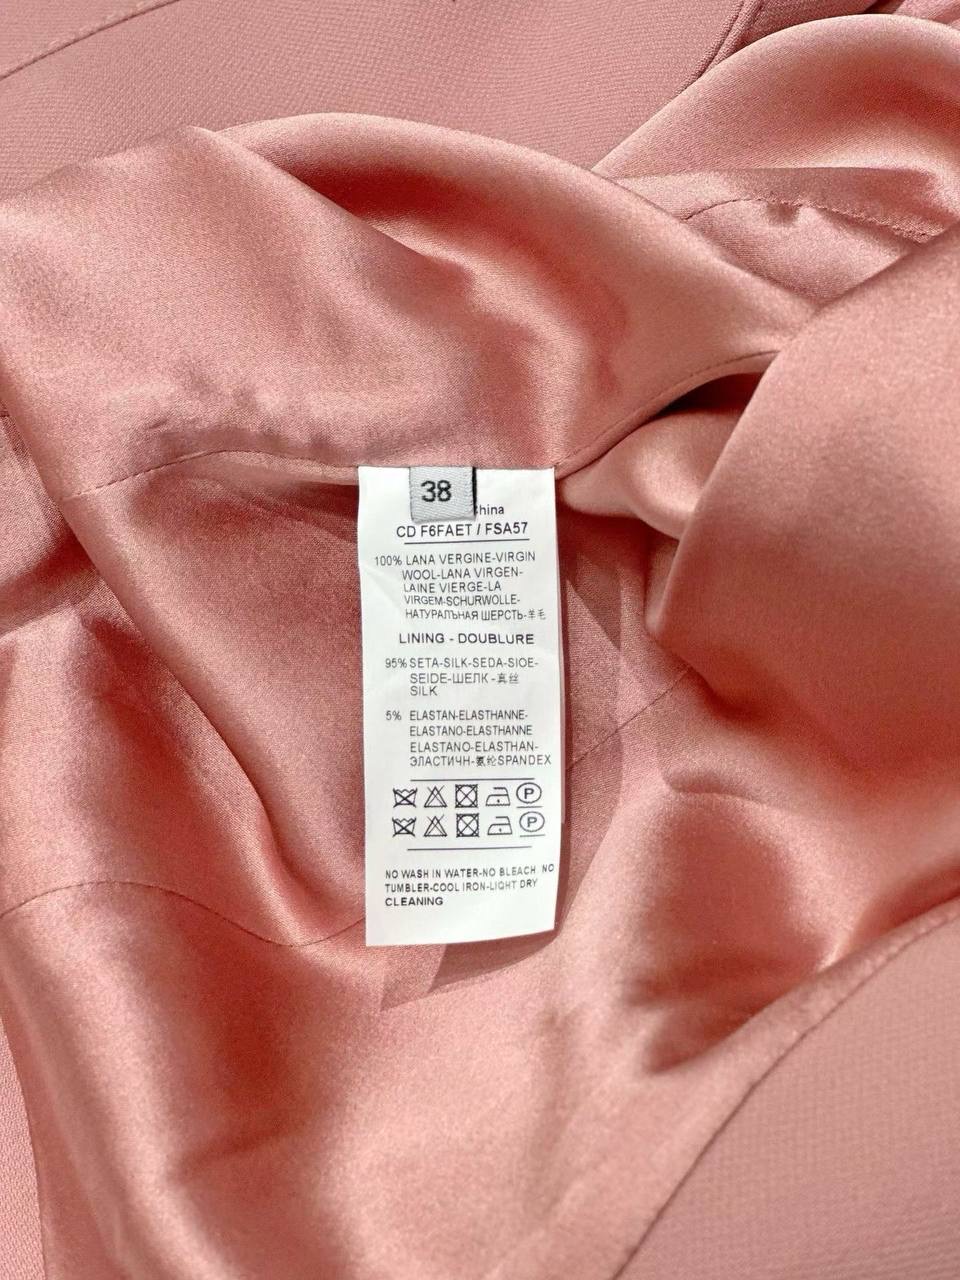 38
China
CD F6FAET / FSA57
100% LANA VERGINE-VIRGIN
WOOL-LANA VIRGEN-
LAINE VIERGE-LA
VIRGEM-SCHURWOLLE-
НАТУРАЛЬНАЯ ШЕРСТЬ-羊毛
LINING - DOUBLURE
95% SETA-SILK-SEDA-SIOE-
SEIDE-ШЕЛК-真丝
SILK
5% ELASTAN-ELASTHANNE-
ELASTANO-ELASTHANNE
ELASTANO-ELASTHAN-
ЭЛАСТИЧН-氨纶SPANDEX
P
P
NO WASH IN WATER-NO BLEACH NO
TUMBLER-COOL IRON-LIGHT DRY
CLEANING